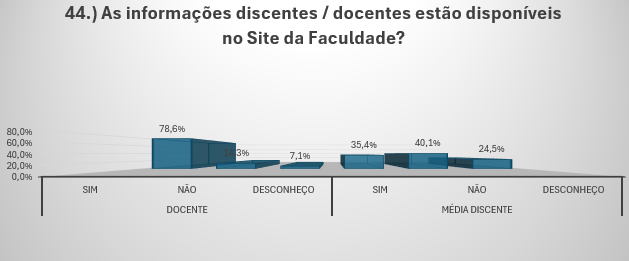 44.) As informações discentes / docentes estão disponíveis
no Site da Faculdade?
80,0%
60,0%
40,0%
20,0%
0,0%
78,6%
7,1%
35,4%
40,1%
24,5%
SIM NÃO DESCONHEÇO SIM NÃO DESCONHEÇO
DOCENTE MÉDIA DISCENTE